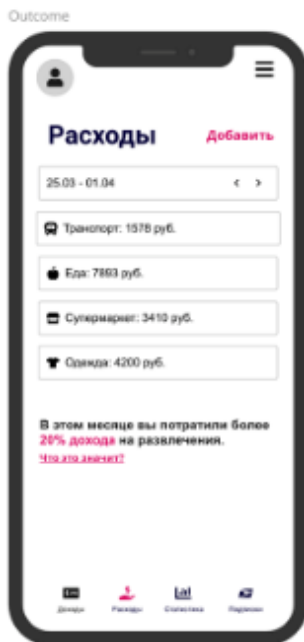 Outcome
Расходы
Добавить
25.03 - 01.04
Транспорт: 1578 руб.
Еда: 7893 руб.
Супермаркет: 3410 руб.
Одежда: 4200 руб.
В этом месяце вы потратили более
20% дохода на развлечения.
Что это значит?
Доходы Расходы Статистика Подписки